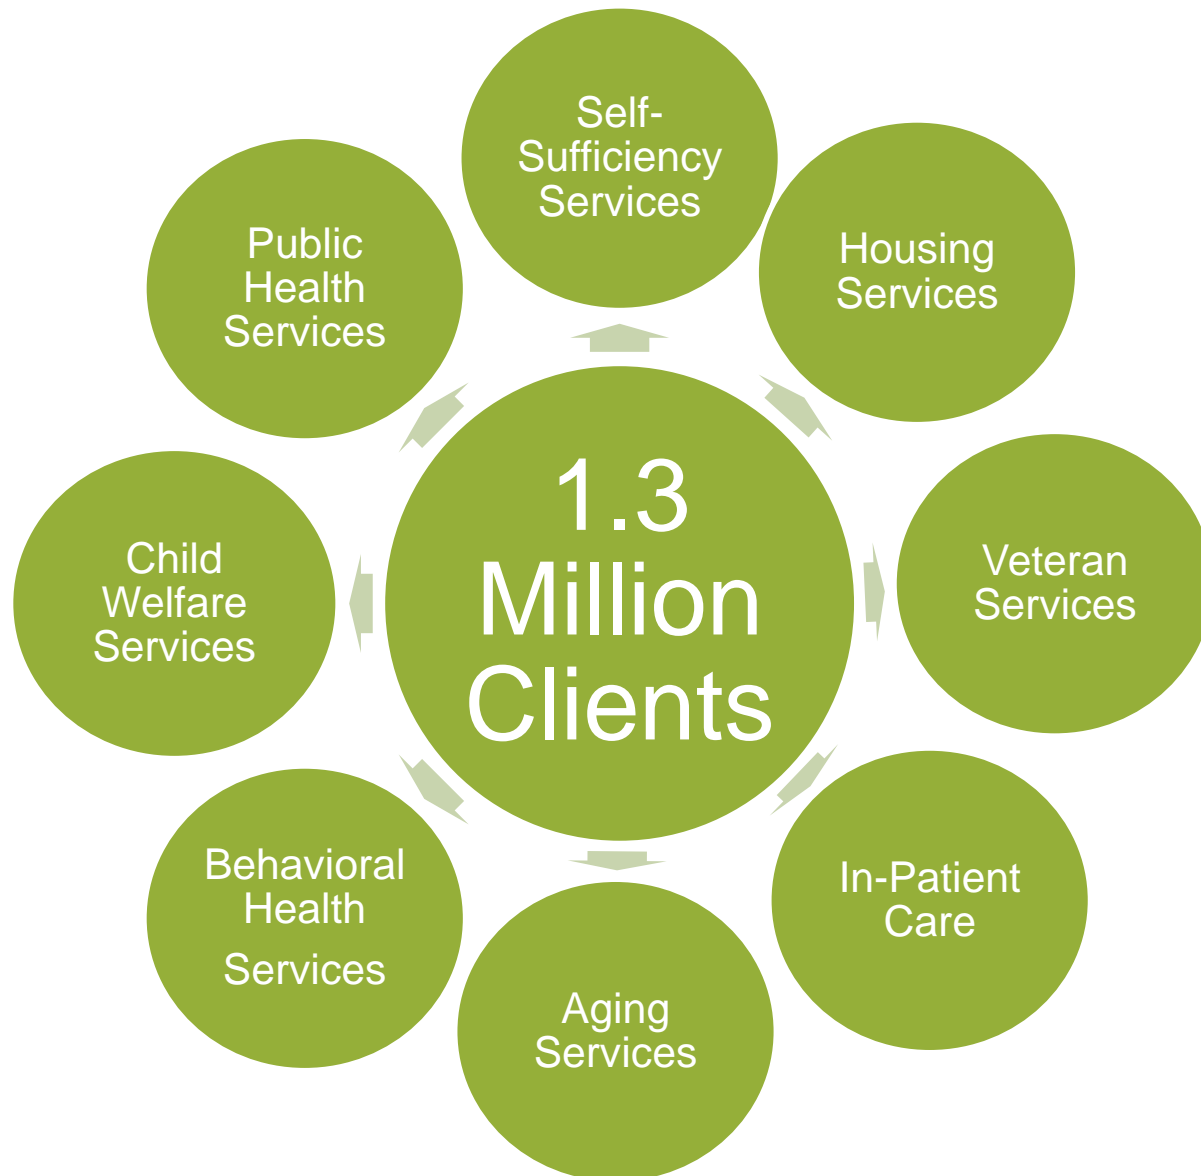 Self-
Sufficiency
Services
Housing
Services
Veteran
Services
In-Patient
Care
Aging
Services
Behavioral
Health
Services
Child
Welfare
Services
Public
Health
Services
1.3
Million
Clients